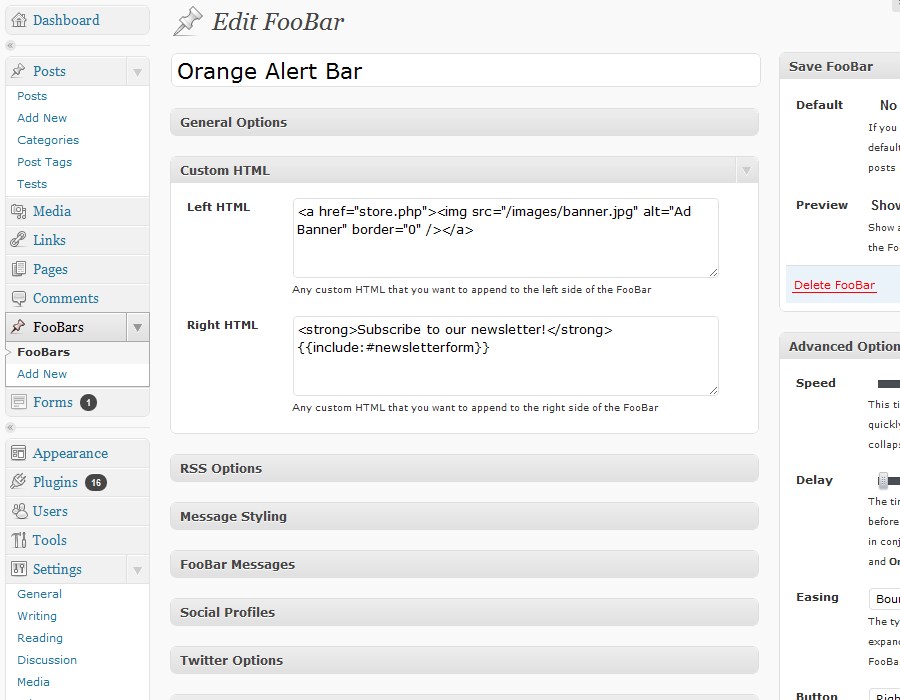 Dashboard
Posts
Posts
Add New
Categories
Post Tags
Tests
Media
Links
Pages
Comments
FooBars
FooBars
Add New
Forms 1
Appearance
Plugins 16
Users
Tools
Settings
General
Writing
Reading
Discussion
Media
Edit FooBar
Orange Alert Bar
General Options
Custom HTML
Left HTML
<a href="store.php"><img src="/images/banner.jpg" alt="Ad
Banner" border="0" /></a>
Any custom HTML that you want to append to the left side of the FooBar
Right HTML
<strong>Subscribe to our newsletter!</strong>
{{include:#newsletterform}}
Any custom HTML that you want to append to the right side of the FooBar
RSS Options
Message Styling
FooBar Messages
Social Profiles
Twitter Options
Save FooBar
Default No
If you
default
posts
Preview Show
Show a
the Fo
Delete FooBar
Advanced Option
Speed
This ti
quickly
collaps
Delay
The tir
before
in conj
and Or
Easing Bou
The ty
expan
FooBa
Button Righ